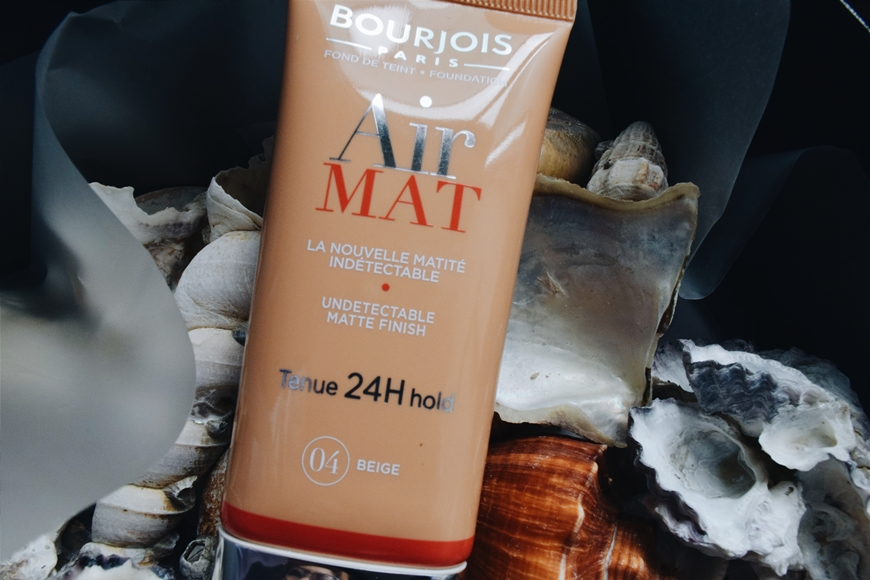 BOURJOIS
PARIS
FOND DE TEINT • FOUNDATION
Air
MAT
LA NOUVELLE MATITÉ
INDÉTECTABLE
UNDETECTABLE
MATTE FINISH
Tenue 24H hold
04 BEIGE